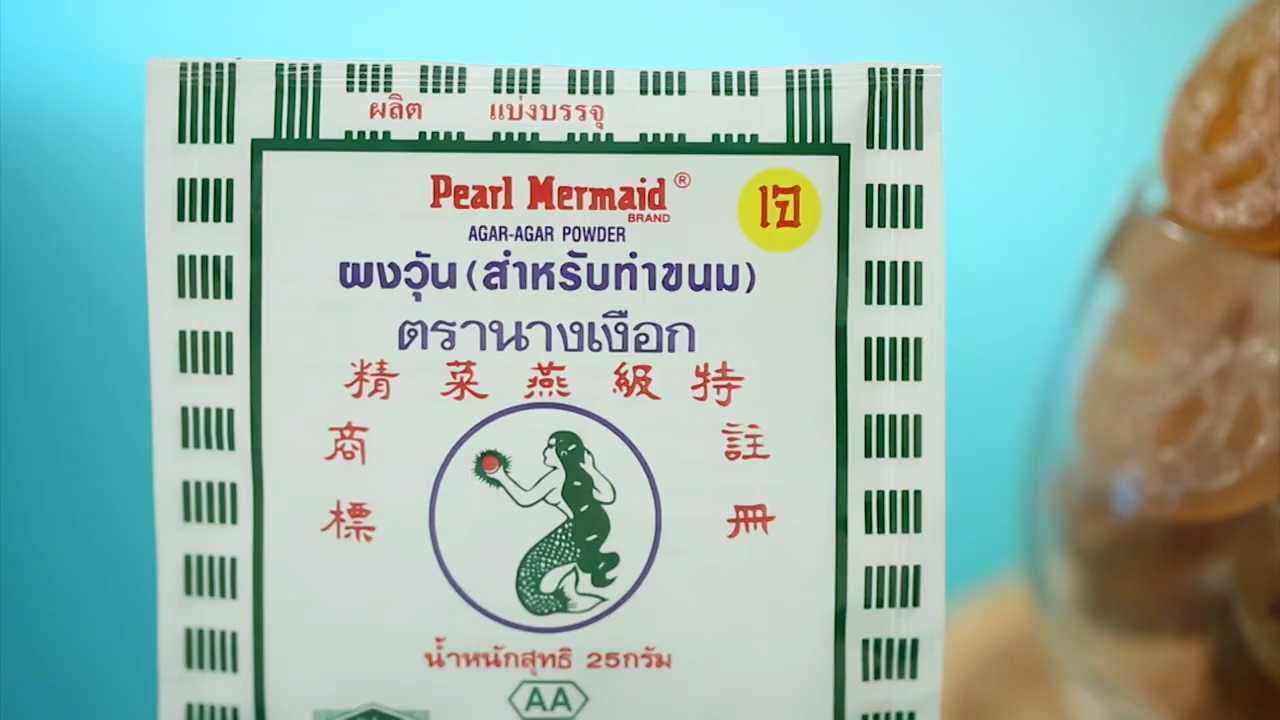 ผลิต แบ่งบรรจุ
Pearl Mermaid ®
BRAND
เจ
AGAR-AGAR POWDER
ผงวุ้น (สำหรับทำขนม)
ตรานางเงือก
精菜燕級特
商 註
標 冊
น้ำหนักสุทธิ 25กรัม
AA